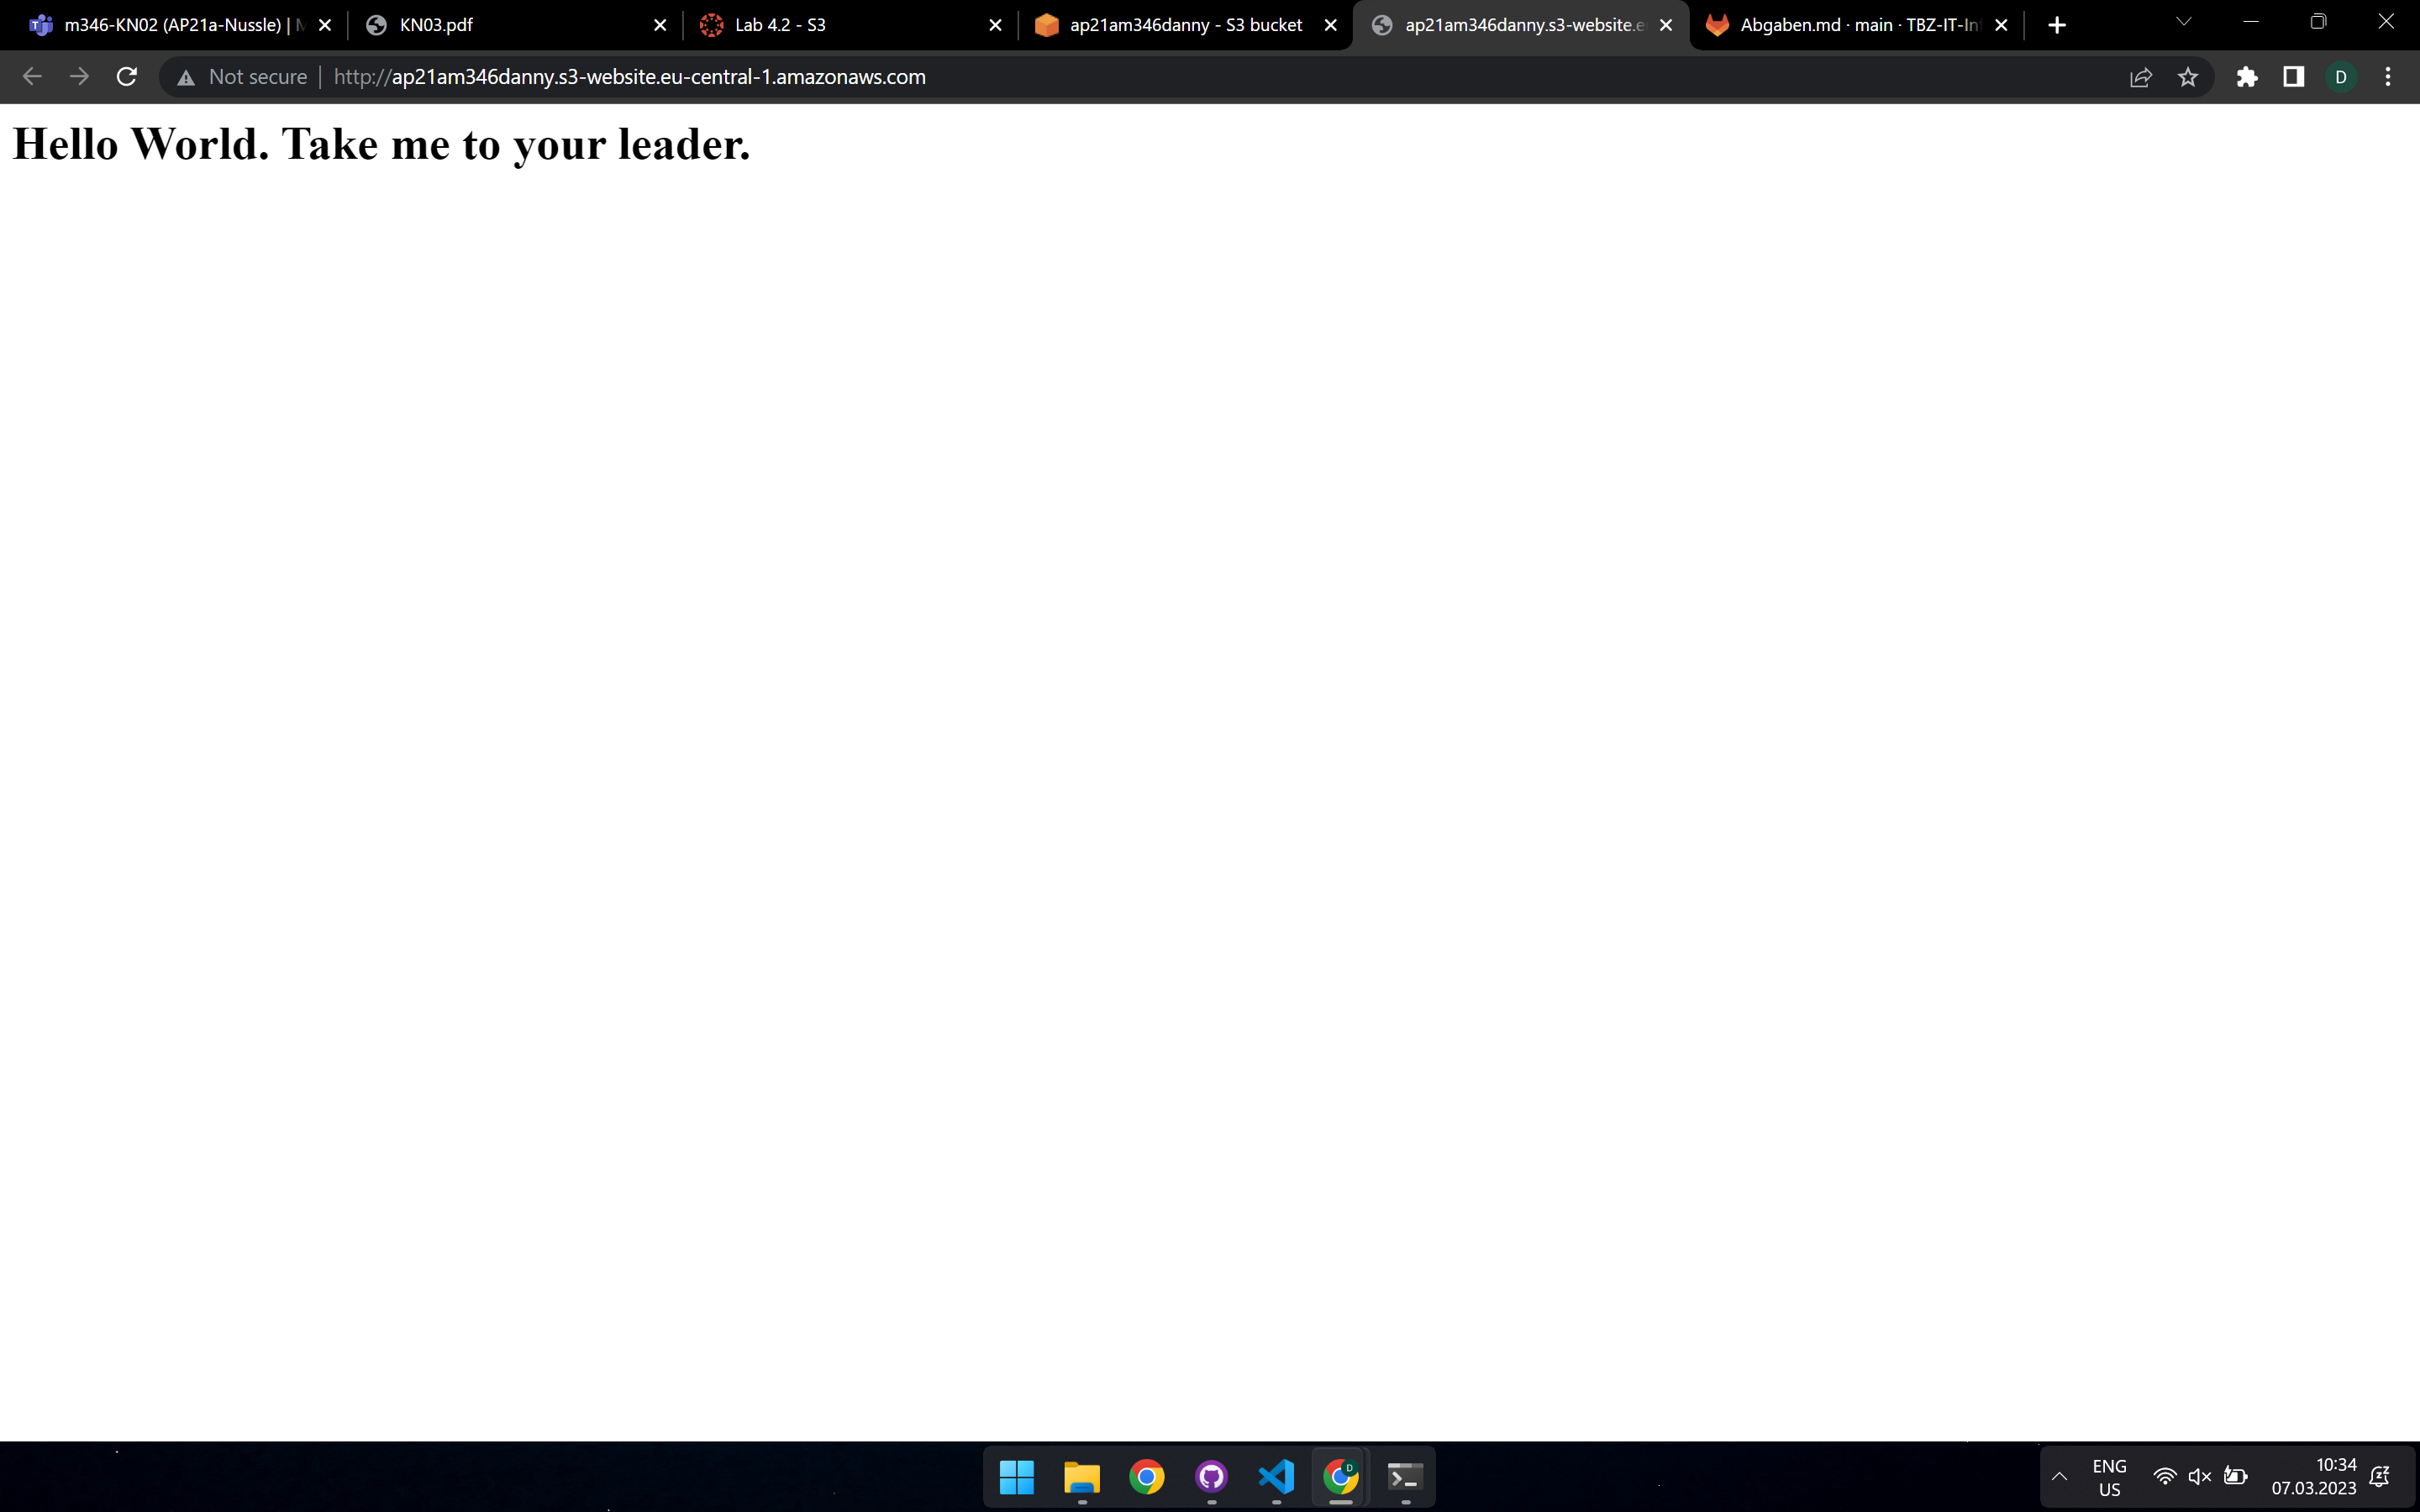 m346-KN02 (AP21a-Nussle) |
KN03.pdf
Lab 4.2 - S3
ap21am346danny - S3 bucket
ap21am346danny.s3-website.e
Abgaben.md · main · TBZ-IT-In
Not secure | http://ap21am346danny.s3-website.eu-central-1.amazonaws.com
D
Hello World. Take me to your leader.
D
ENG
US
10:34
07.03.2023